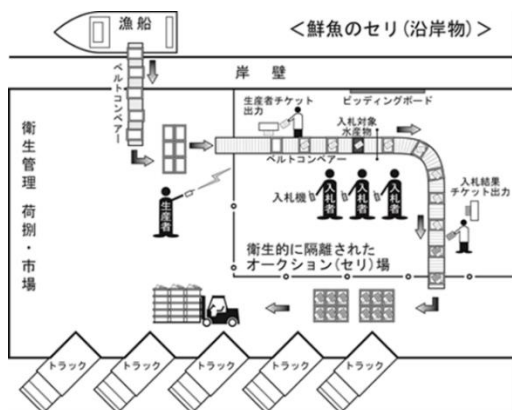 <鮮魚のセリ(沿岸物)>
漁船
ベルトコンベアー
岸壁
生産者チケット
出力
ビッディングボード
入札対象
水産物
ベルトコンベアー
衛生管理 荷捌・市場
生産者
入札機
入札者
入札者
入札者
入札結果
チケット出力
衛生的に隔離された
オークション(セリ)場
トラック
トラック
トラック
トラック
トラック